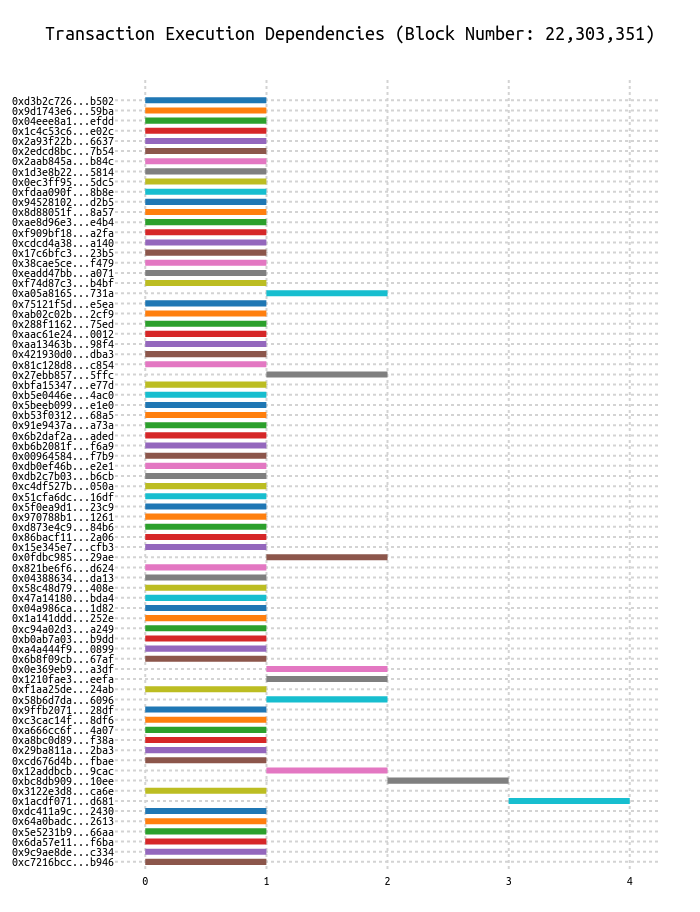 Transaction Execution Dependencies (Block Number: 22,303,351)
0xd3b2c726...b502
0x9d1743e6...59ba
0x04eee8a1...efdd
0x1c4c53c6...e02c
0x2a93f22b...6637
0x2edcd8bc...7b54
0x2aab845a...b84c
0x1d3e8b22...5814
0x0ec3ff95...5dc5
0xfdaa090f...8b8e
0x94528102...d2b5
0x8d88051f...8a57
0xae8d96e3...e4b4
0xf909bf18...a2fa
0xcdcd4a38...a140
0x17c6bfc3...23b5
0x38cae5ce...f479
0xeadd47bb...a071
0xf74d87c3...b4bf
0xa05a8165...731a
0x75121f5d...e5ea
0xab02c02b...2cf9
0x288f1162...75ed
0xaac61e24...0012
0xaa13463b...98f4
0x421930d0...dba3
0x81c128d8...c854
0x27ebb857...5ffc
0xbfa15347...e77d
0xb5e0446e...4ac0
0x5beeb099...e1e0
0xb53f0312...68a5
0x91e9437a...a73a
0x6b2daf2a...aded
0xb6b2081f...f6a9
0x00964584...f7b9
0xdb0ef46b...e2e1
0xdb2c7b03...b6cb
0xc4df527b...050a
0x51cfa6dc...16df
0x5f0ea9d1...23c9
0x970788b1...1261
0xd873e4c9...84b6
0x86bacf11...2a06
0x15e345e7...cfb3
0x0fdbc985...29ae
0x821be6f6...d624
0x04388634...da13
0x58c48d79...408e
0x47a14180...bda4
0x04a986ca...1d82
0x1a141ddd...252e
0xc94a02d3...a249
0xb0ab7a03...b9dd
0xa4a444f9...0899
0x6b8f09cb...67af
0x0e369eb9...a3df
0x1210fae3...eefa
0xf1aa25de...24ab
0x58b6d7da...6096
0x9ffb2071...28df
0xc3cac14f...8df6
0xa666cc6f...4a07
0xa8bc0d89...f38a
0x29ba811a...2ba3
0xcd676d4b...fbae
0x12addbcb...9cac
0xbc8db909...10ee
0x3122e3d8...ca6e
0x1acdf071...d681
0xdc411a9c...2430
0x64a0badc...2613
0x5e5231b9...66aa
0x6da57e11...f6ba
0x9c9ae8de...c334
0xc7216bcc...b946
0 1 2 3 4